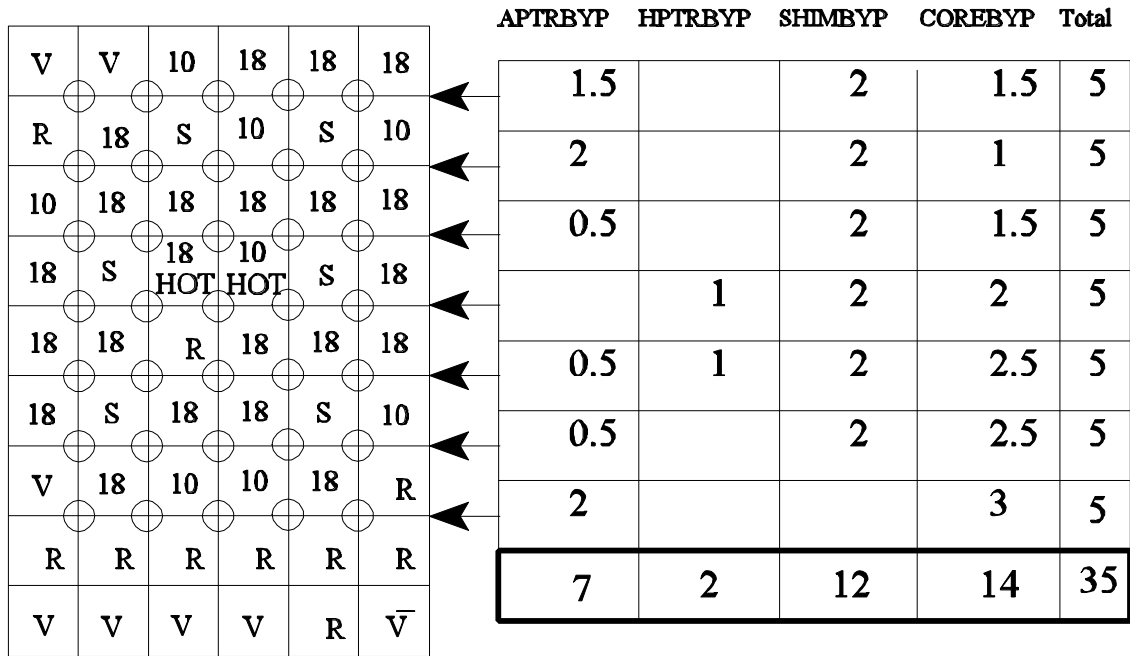 APTRBYP HPTRBYP SHIMBYP COREBYP Total
V V 10 18 18 18
1.5 2 1.5 5
R 18 S 10 S 10
2 2 1 5
10 18 18 18 18 18
0.5 2 1.5 5
18 S 18 HOT 10 HOT S 18
1 2 2 5
18 18 R 18 18 18
0.5 1 2 2.5 5
18 S 18 18 S 10
0.5 2 2.5 5
V 18 10 10 18 R
2 3 5
R R R R R R
7 2 12 14 35
V V V V R V̅